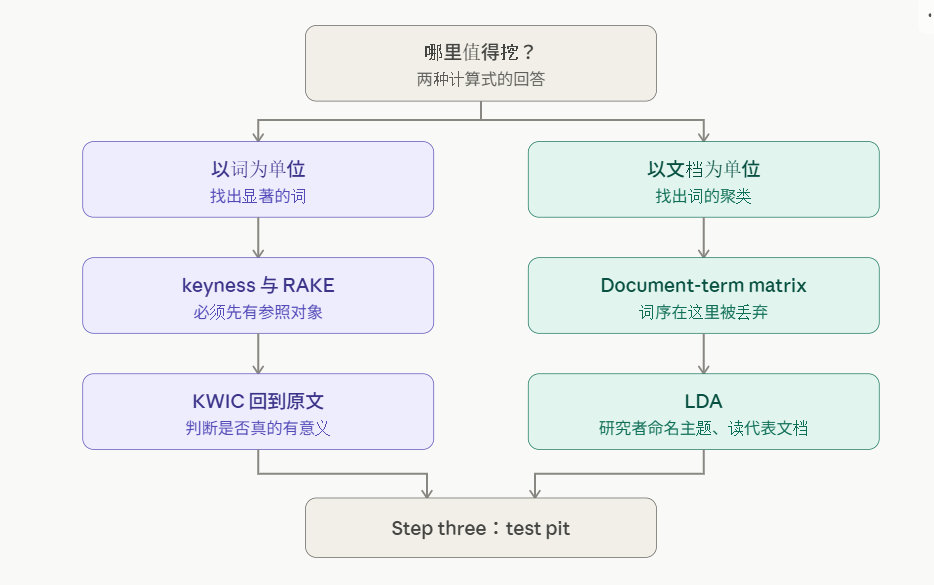 哪里值得挖？
两种计算式的回答
以词为单位
找出显著的词
以文档为单位
找出词的聚类
keyness 与 RAKE
必须先有参照对象
Document-term matrix
词序在这里被丢弃
KWIC 回到原文
判断是否真的有意义
LDA
研究者命名主题、读代表文档
Step three：test pit